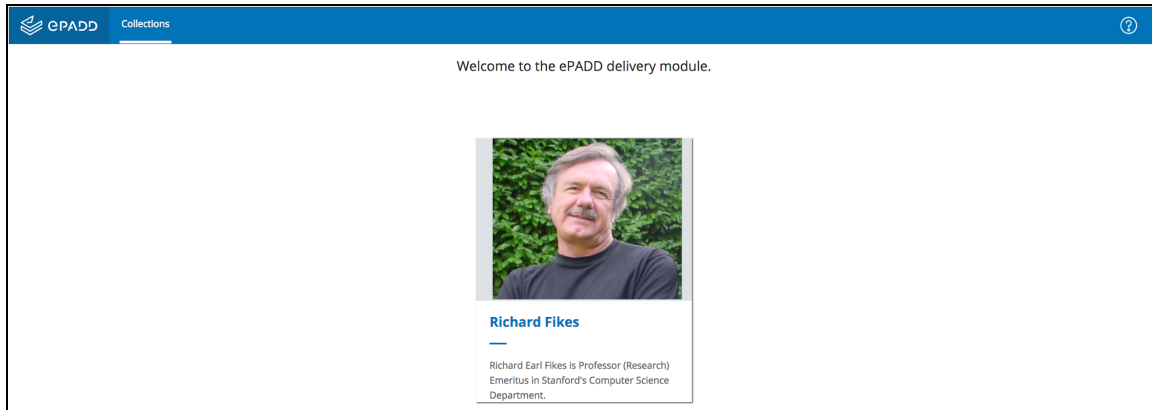 ePADD Collections
Welcome to the ePADD delivery module.
Richard Fikes
Richard Earl Fikes is Professor (Research)
Emeritus in Stanford's Computer Science
Department.